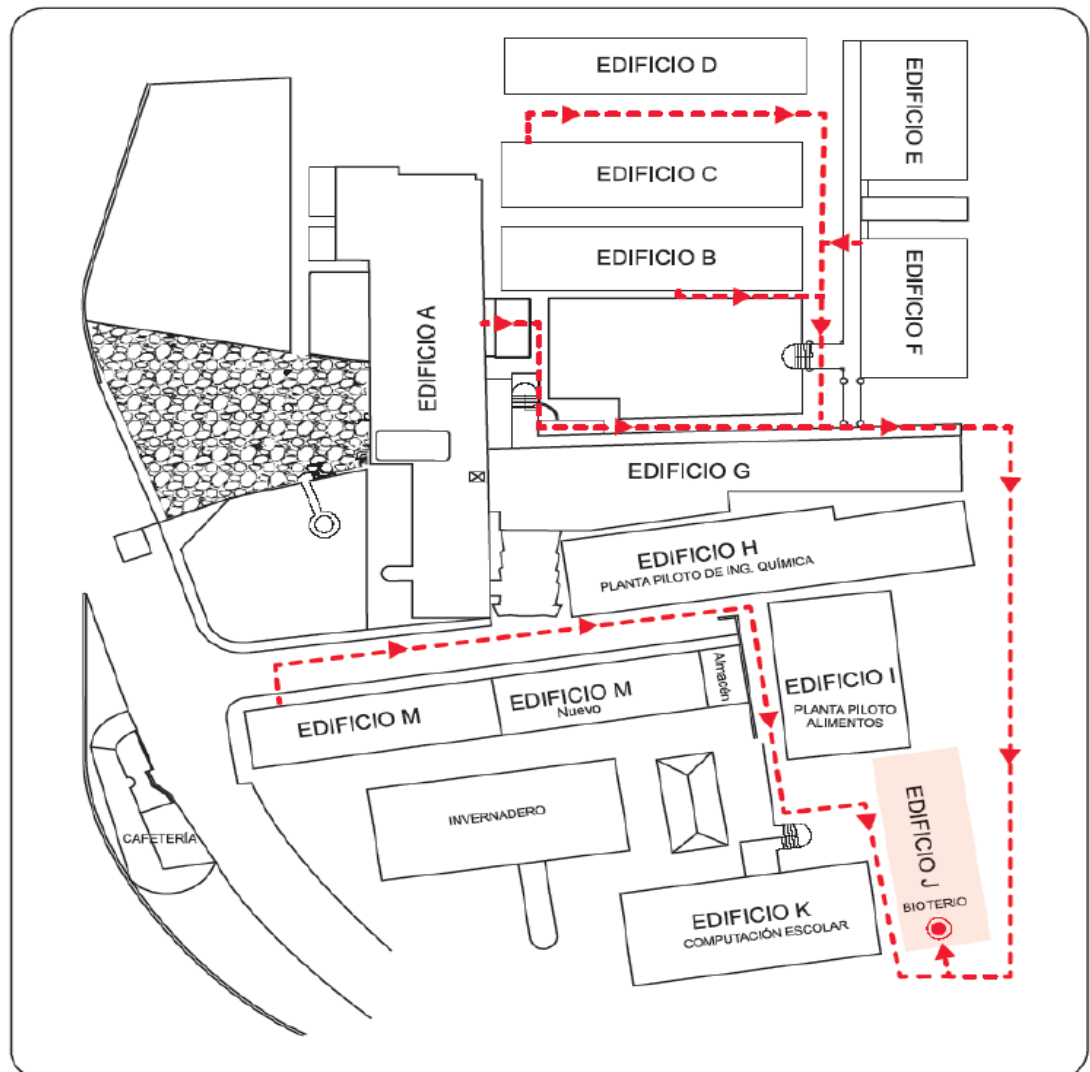 EDIFICIO D
EDIFICIO E
EDIFICIO C
EDIFICIO B
EDIFICIO F
EDIFICIO A
EDIFICIO G
EDIFICIO H
PLANTA PILOTO DE ING. QUÍMICA
EDIFICIO I
PLANTA PILOTO
ALIMENTOS
Almacén
EDIFICIO M
Nuevo
EDIFICIO M
EDIFICIO J
BIOTERIO
INVERNADERO
CAFETERÍA
EDIFICIO K
COMPUTACIÓN ESCOLAR